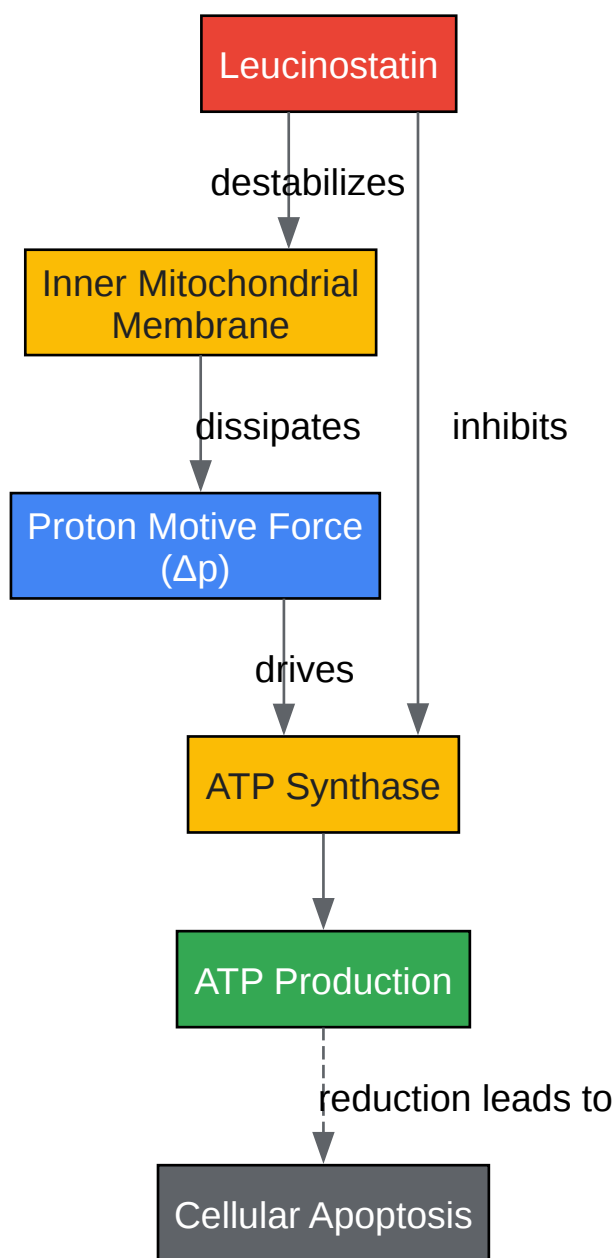 Leucinostatin
destabilizes
Inner Mitochondrial
Membrane
dissipates
inhibits
Proton Motive Force
(Δp)
drives
ATP Synthase
ATP Production
reduction leads to
Cellular Apoptosis